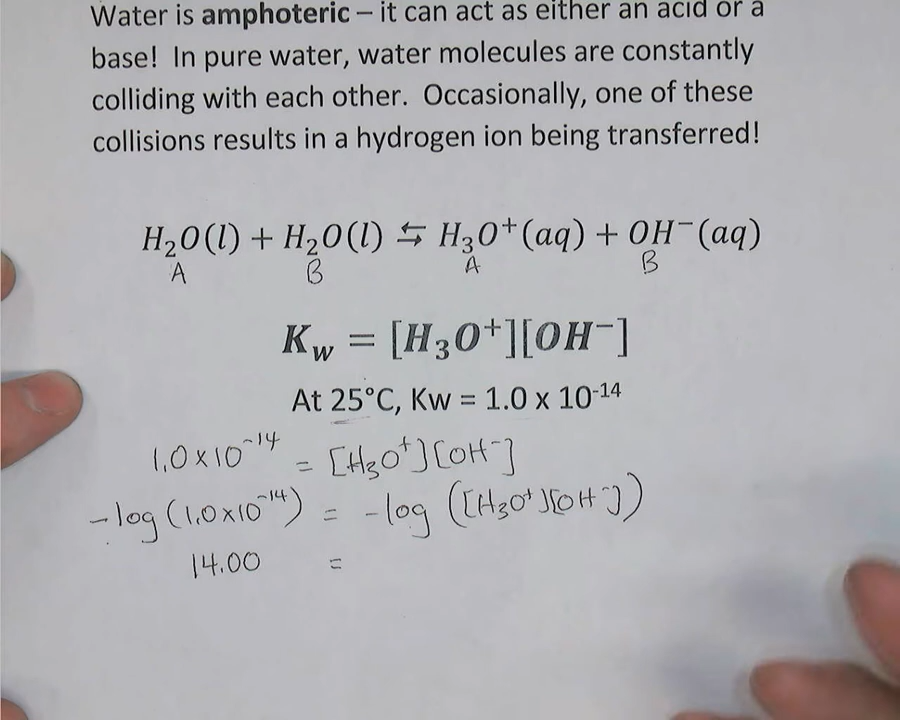 Water is amphoteric – it can act as either an acid or a
base! In pure water, water molecules are constantly
colliding with each other. Occasionally, one of these
collisions results in a hydrogen ion being transferred!
H₂O(l) + H₂O(l) ⇆ H₃O⁺(aq) + OH⁻(aq)
A B A B
K_w = [H₃O⁺][OH⁻]
At 25°C, Kw = 1.0 x 10⁻¹⁴
1.0 x 10⁻¹⁴ = [H₃O⁺][OH⁻]
-log (1.0x10⁻¹⁴) = -log ([H₃O⁺][OH⁻])
14.00 =